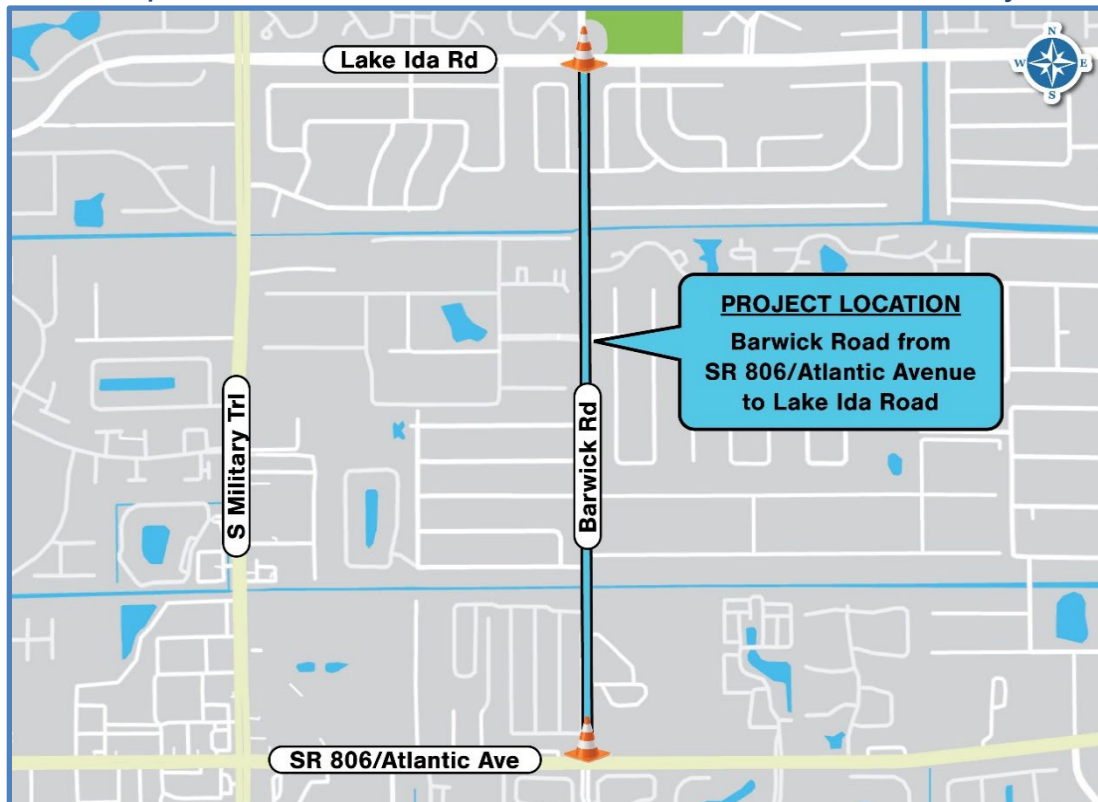 Lake Ida Rd
N
W E
S
PROJECT LOCATION
Barwick Road from
SR 806/Atlantic Avenue
to Lake Ida Road
S Military Trl
Barwick Rd
SR 806/Atlantic Ave